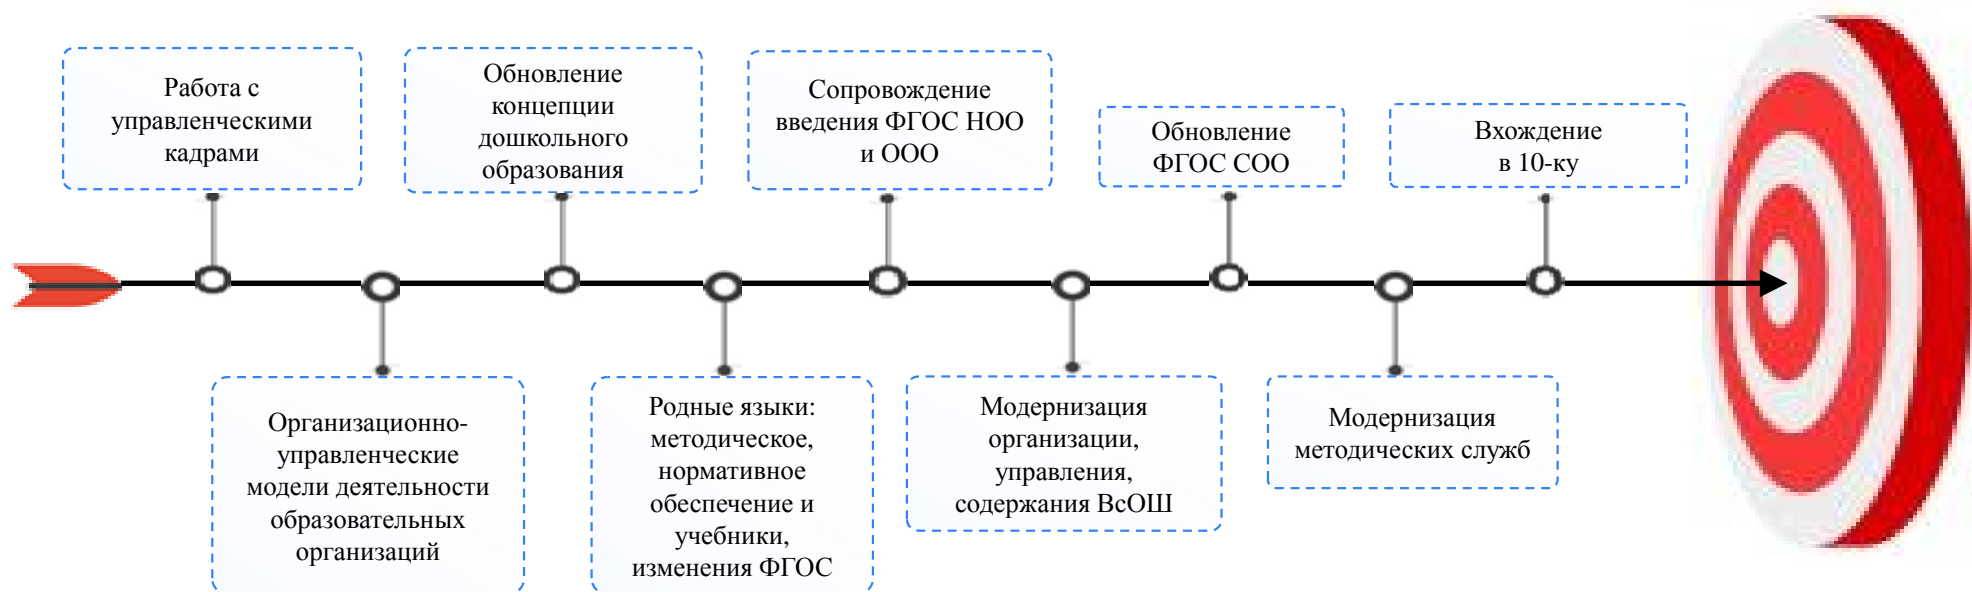 Работа с
управленческими
кадрами
Обновление
концепции
дошкольного
образования
Сопровождение
введения ФГОС НОО
и ООО
Обновление
ФГОС СОО
Вхождение
в 10-ку
Организационно-
управленческие
модели деятельности
образовательных
организаций
Родные языки:
методическое,
нормативное
обеспечение и
учебники,
изменения ФГОС
Модернизация
организации,
управления,
содержания ВсОШ
Модернизация
методических служб